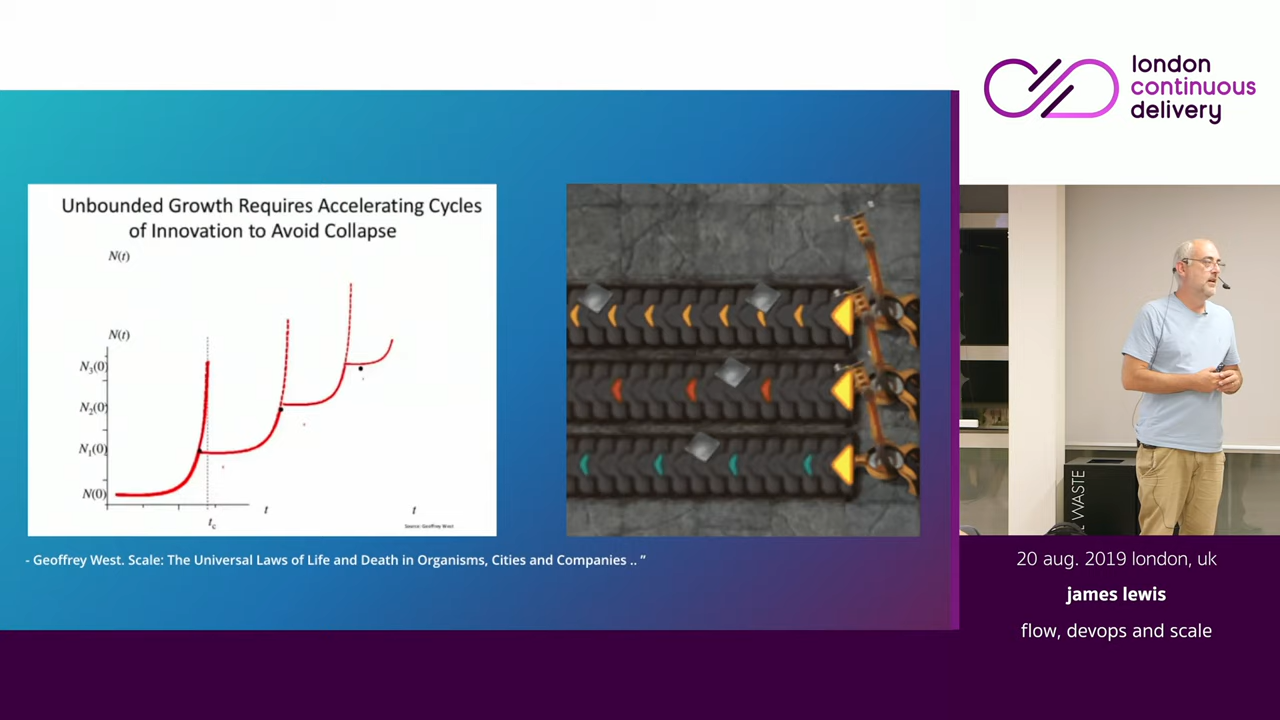 Unbounded Growth Requires Accelerating Cycles
of Innovation to Avoid Collapse
N(t)
N(t)
N₃(0)
N₂(0)
N₁(0)
N(0)
t꜀
t
t
Source: Geoffrey West
- Geoffrey West. Scale: The Universal Laws of Life and Death in Organisms, Cities and Companies .. ”
london
continuous
delivery
WASTE
20 aug. 2019 london, uk
james lewis
flow, devops and scale